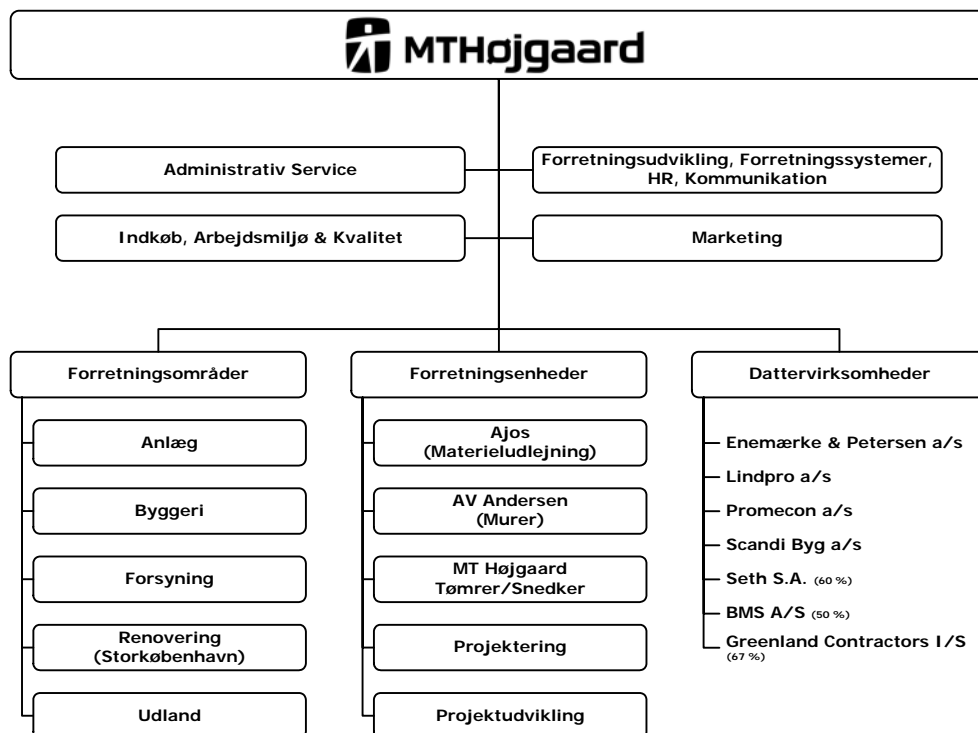 MTHøjgaard
Administrativ Service
Forretningsudvikling, Forretningssystemer,
HR, Kommunikation
Indkøb, Arbejdsmiljø & Kvalitet
Marketing
Forretningsområder
Anlæg
Byggeri
Forsyning
Renovering
(Storkøbenhavn)
Udland
Forretningsenheder
Ajos
(Materieludlejning)
AV Andersen
(Murer)
MT Højgaard
Tømrer/Snedker
Projektering
Projektudvikling
Dattervirksomheder
Enemærke & Petersen a/s
Lindpro a/s
Promecon a/s
Scandi Byg a/s
Seth S.A. (60 %)
BMS A/S (50 %)
Greenland Contractors I/S
(67 %)